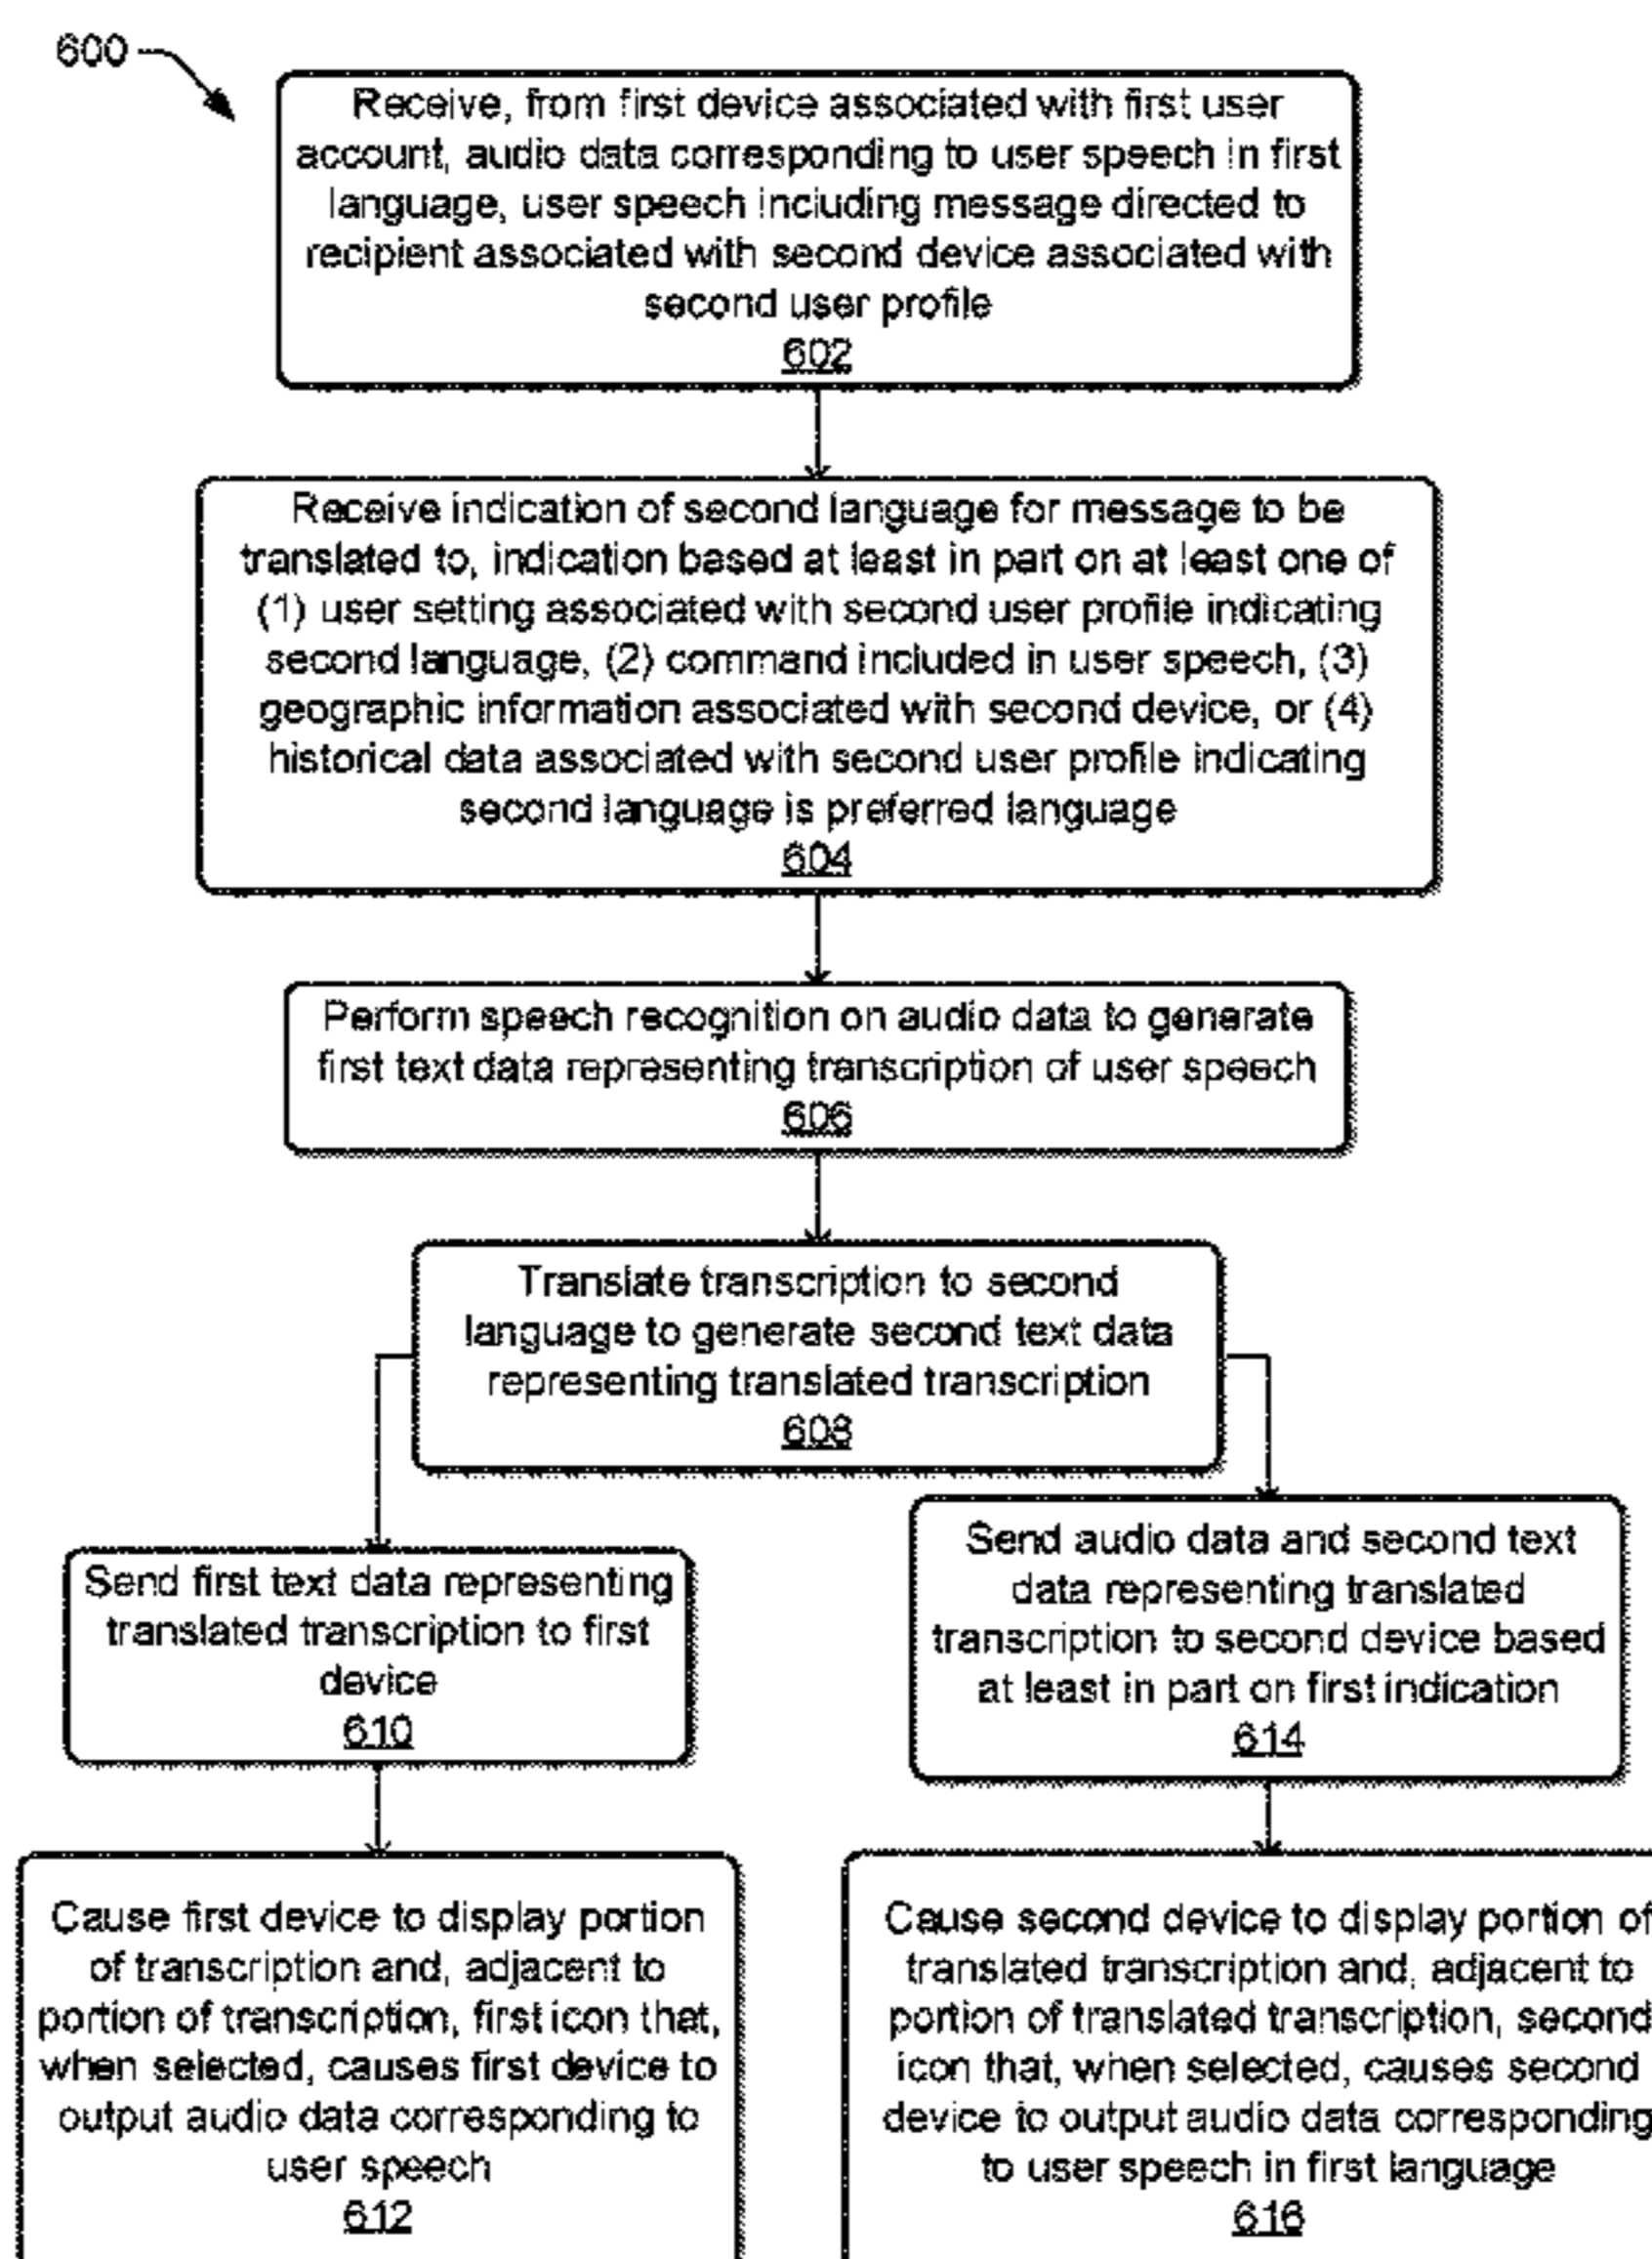 600
Receive, from first device associated with first user
account, audio data corresponding to user speech in first
language, user speech including message directed to
recipient associated with second device associated with
second user profile
602
Receive indication of second language for message to be
translated to, indication based at least in part on at least one of
(1) user setting associated with second user profile indicating
second language, (2) command included in user speech, (3)
geographic information associated with second device, or (4)
historical data associated with second user profile indicating
second language is preferred language
604
Perform speech recognition on audio data to generate
first text data representing transcription of user speech
606
Translate transcription to second
language to generate second text data
representing translated transcription
608
Send first text data representing
translated transcription to first
device
610
Cause first device to display portion
of transcription and, adjacent to
portion of transcription, first icon that,
when selected, causes first device to
output audio data corresponding to
user speech
612
Send audio data and second text
data representing translated
transcription to second device based
at least in part on first indication
614
Cause second device to display portion of
translated transcription and, adjacent to
portion of translated transcription, second
icon that, when selected, causes second
device to output audio data corresponding
to user speech in first language
616